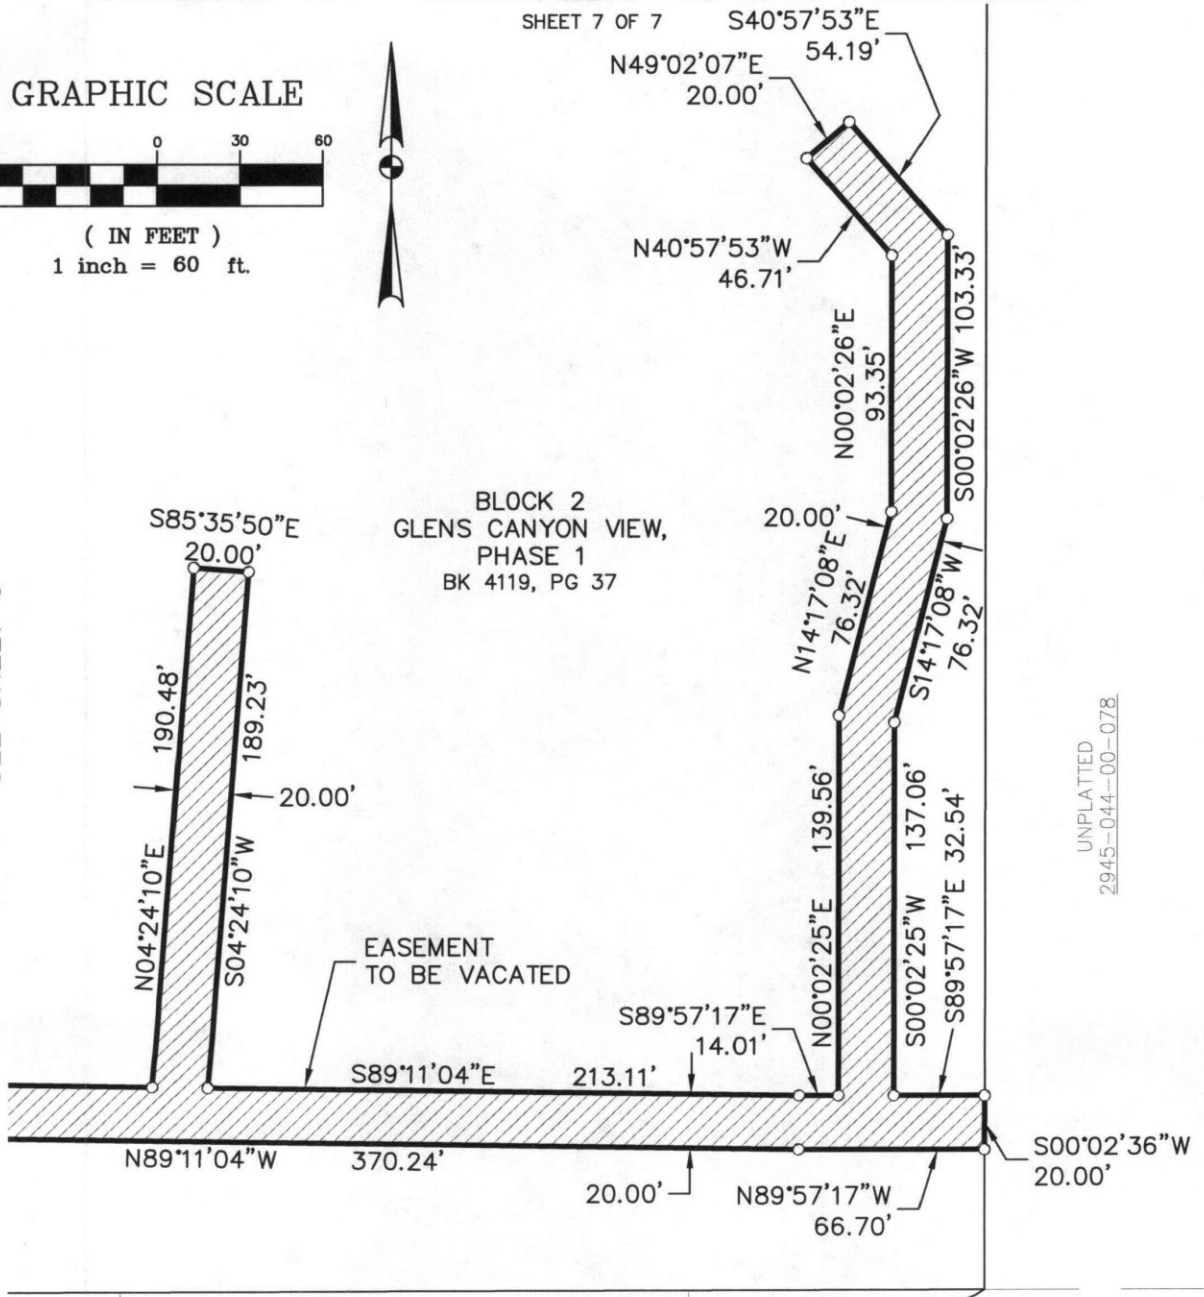 SHEET 7 OF 7
S40°57'53"E
54.19'
N49°02'07"E
20.00'
GRAPHIC SCALE
0 30 60
( IN FEET )
1 inch = 60 ft.
N40°57'53"W
46.71'
N00°02'26"E
93.35'
S00°02'26"W 103.33'
BLOCK 2
GLENS CANYON VIEW,
PHASE 1
BK 4119, PG 37
20.00'
S85°35'50"E
20.00'
N14°17'08"E
76.32'
S14°17'08"W
76.32'
190.48'
189.23'
20.00'
N04°24'10"E
S04°24'10"W
139.56'
N00°02'25"E
137.06'
S00°02'25"W
S89°57'17"E 32.54'
UNPLATTED
2945-044-00-078
EASEMENT
TO BE VACATED
S89°57'17"E
14.01'
S89°11'04"E 213.11'
N89°11'04"W 370.24'
20.00'
N89°57'17"W
66.70'
S00°02'36"W
20.00'